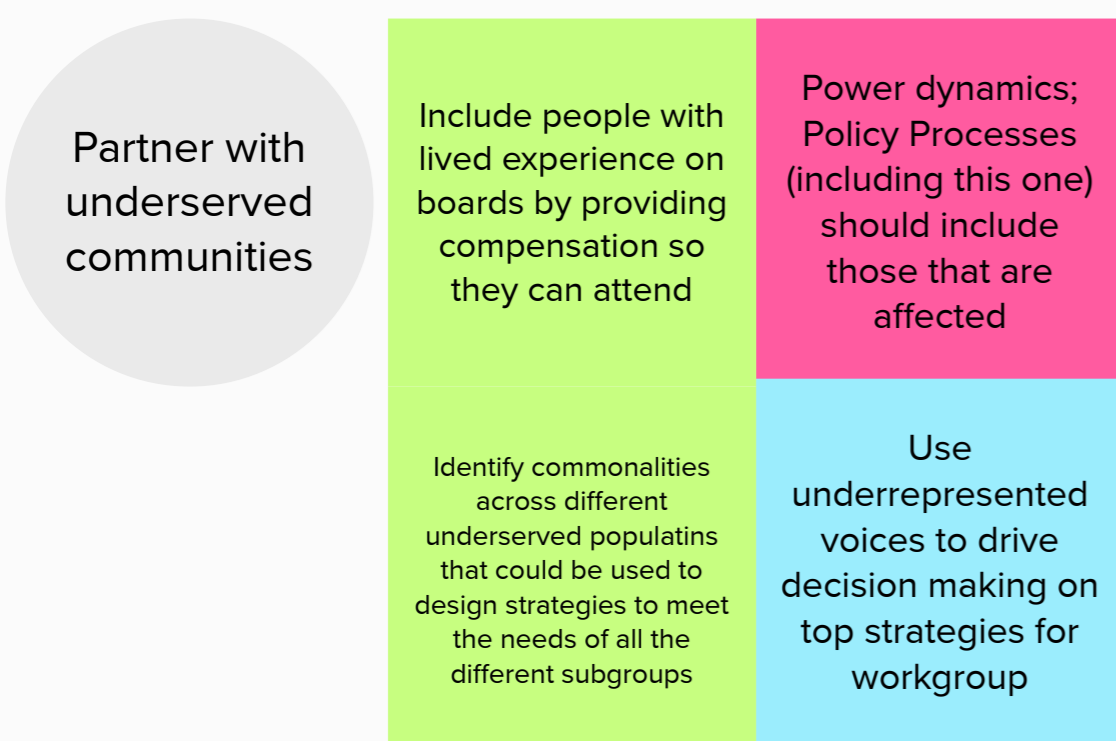 Partner with
underserved
communities
Include people with
lived experience on
boards by providing
compensation so
they can attend
Power dynamics;
Policy Processes
(including this one)
should include
those that are
affected
Identify commonalities
across different
underserved populatins
that could be used to
design strategies to meet
the needs of all the
different subgroups
Use
underrepresented
voices to drive
decision making on
top strategies for
workgroup